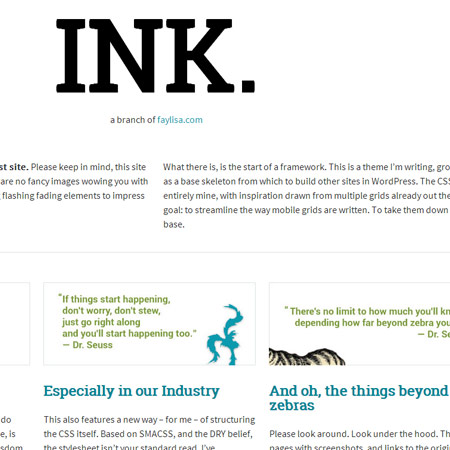 INK.
a branch of faylisa.com
st site. Please keep in mind, this site
are no fancy images wowing you with
flashing fading elements to impress
What there is, is the start of a framework. This is a theme I'm writing, gro
as a base skeleton from which to build other sites in WordPress. The CSS
entirely mine, with inspiration drawn from multiple grids already out the
goal: to streamline the way mobile grids are written. To take them down
base.
"If things start happening,
don't worry, don't stew,
just go right along
and you'll start happening too."
— Dr. Seuss
"There's no limit to how much you'll kn
depending how far beyond zebra you
— Dr. Se
do
e, is
sdom
Especially in our Industry
This also features a new way – for me – of structuring
the CSS itself. Based on SMACSS, and the DRY belief,
the stylesheet isn't your standard read. I've
And oh, the things beyond
zebras
Please look around. Look under the hood. Th
pages with screenshots, and links to the origi